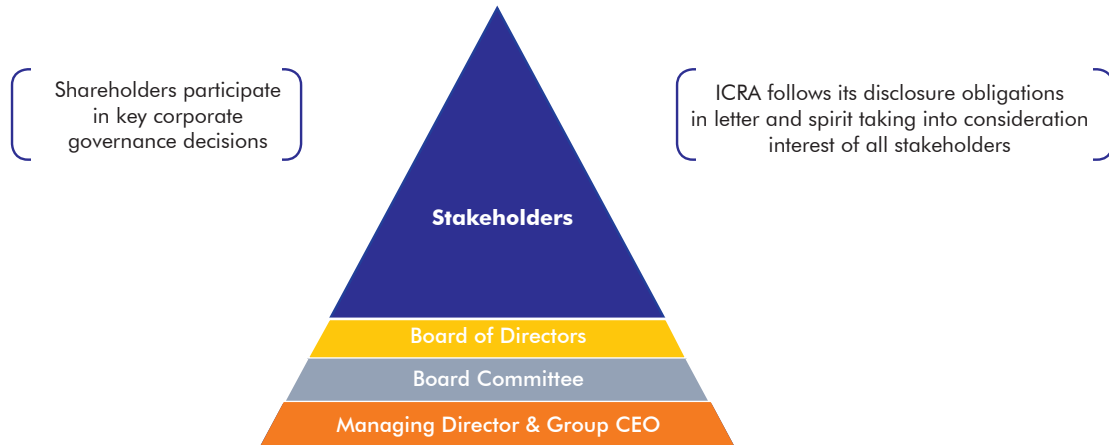 Shareholders participate
in key corporate
governance decisions
ICRA follows its disclosure obligations
in letter and spirit taking into consideration
interest of all stakeholders
Stakeholders
Board of Directors
Board Committee
Managing Director & Group CEO